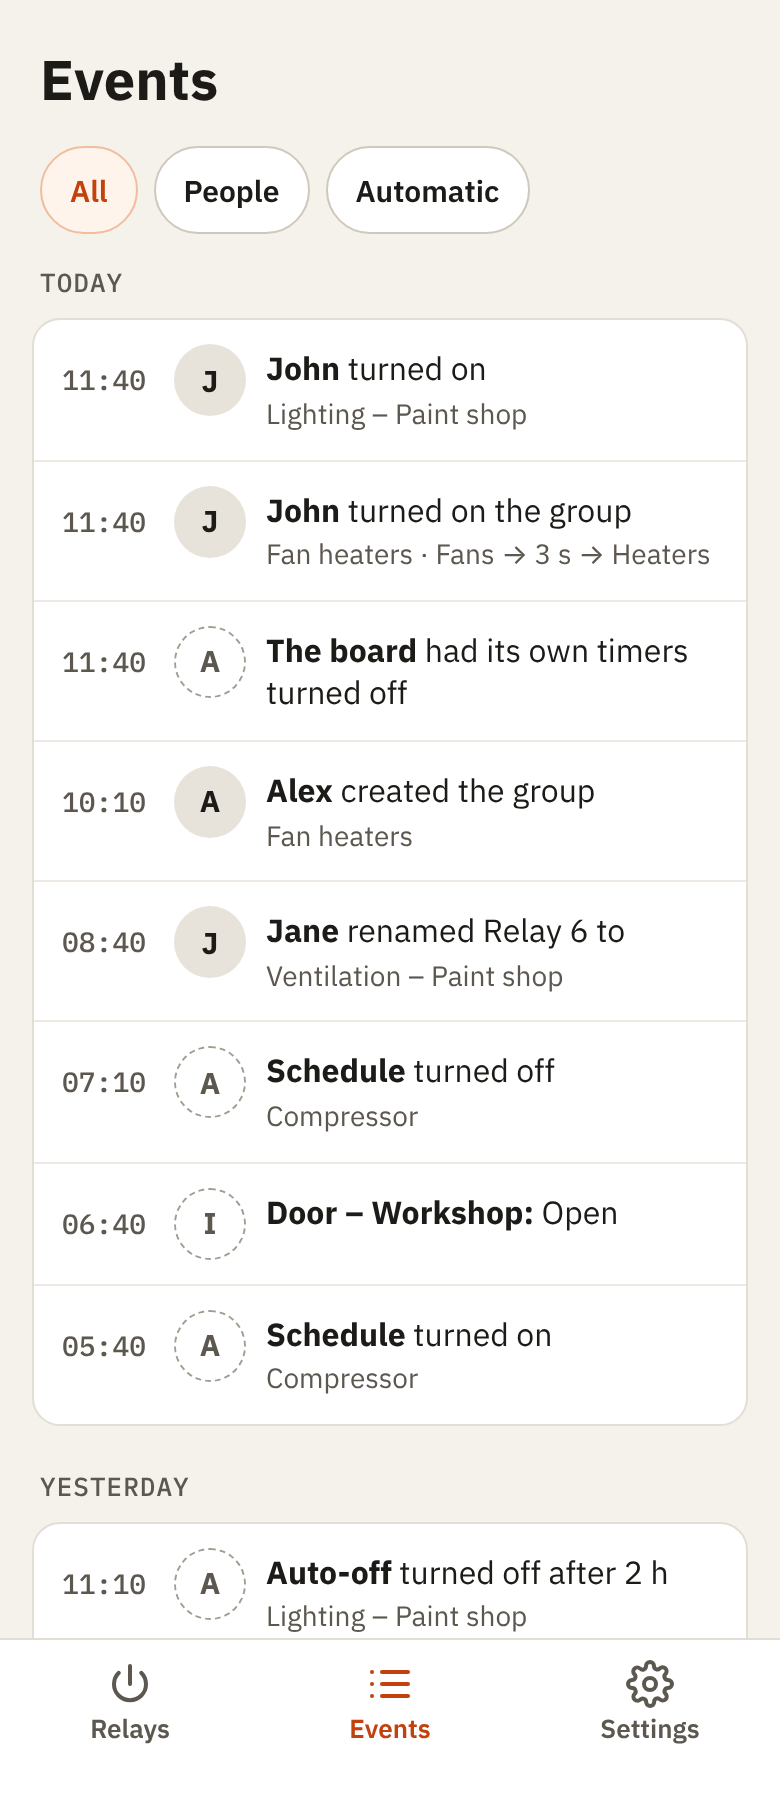 Events
All People Automatic
TODAY
11:40 J John turned on
Lighting – Paint shop
11:40 J John turned on the group
Fan heaters · Fans → 3 s → Heaters
11:40 A The board had its own timers
turned off
10:10 A Alex created the group
Fan heaters
08:40 J Jane renamed Relay 6 to
Ventilation – Paint shop
07:10 A Schedule turned off
Compressor
06:40 I Door – Workshop: Open
05:40 A Schedule turned on
Compressor
YESTERDAY
11:10 A Auto-off turned off after 2 h
Lighting – Paint shop
Relays Events Settings